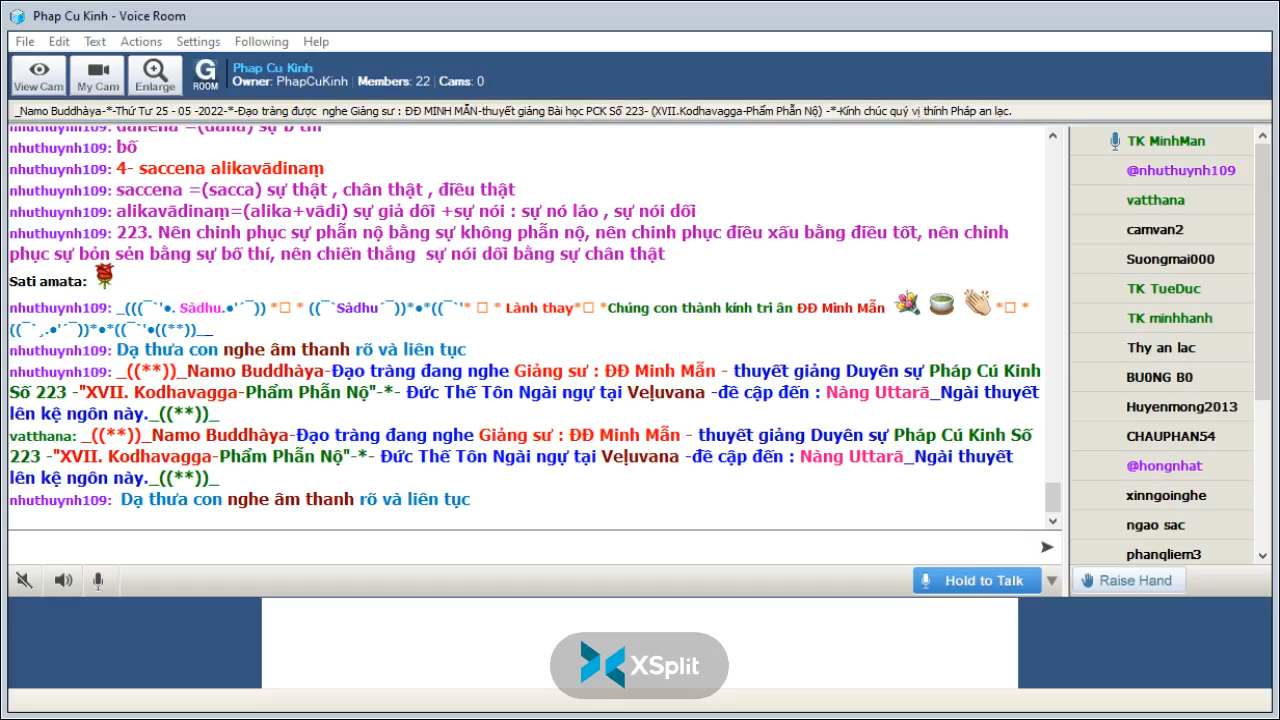 Phap Cu Kinh - Voice Room
File Edit Text Actions Settings Following Help
View Cam My Cam Enlarge G ROOM
Phap Cu Kinh
Owner: PhapCuKinh | Members: 22 | Cams: 0
_Namo Buddhàya-*-Thứ Tư 25 - 05 -2022-*-Đạo tràng được nghe Giảng sư : ĐĐ MINH MẪN-thuyết giảng Bài học PCK Số 223- (XVII.Kodhavagga-Phẩm Phẫn Nộ) -*-Kính chúc quý vị thính Pháp an lạc.
nhuthuynh109: danena =(dana) sự b thí
nhuthuynh109: bố
nhuthuynh109: 4- saccena alikavādinaṃ
nhuthuynh109: saccena =(sacca) sự thật , chân thật , điều thật
nhuthuynh109: alikavādinaṃ=(alika+vādi) sự giả dối +sự nói : sự nó láo , sự nói dối
nhuthuynh109: 223. Nên chinh phục sự phẫn nộ bằng sự không phẫn nộ, nên chinh phục điều xấu bằng điều tốt, nên chinh
phục sự bỏn sẻn bằng sự bố thí, nên chiến thắng sự nói dối bằng sự chân thật
Sati amata:
nhuthuynh109: _(((¯`'•. Sàdhu.•'´¯)) *□ * ((¯`Sàdhu´¯))*•*((¯`'* □ * Lành thay*□ *Chúng con thành kính tri ân ĐĐ Minh Mẫn *□ *
((¯`¸.•'´¯))*•*((¯`'•((**))__
nhuthuynh109: Dạ thưa con nghe âm thanh rõ và liên tục
nhuthuynh109: _((**))_Namo Buddhàya-Đạo tràng đang nghe Giảng sư : ĐĐ Minh Mẫn - thuyết giảng Duyên sự Pháp Cú Kinh
Số 223 -"XVII. Kodhavagga-Phẩm Phẫn Nộ"-*- Đức Thế Tôn Ngài ngự tại Veḷuvana -đề cập đến : Nàng Uttarā_Ngài thuyết
lên kệ ngôn này._((**))_
vatthana: _((**))_Namo Buddhàya-Đạo tràng đang nghe Giảng sư : ĐĐ Minh Mẫn - thuyết giảng Duyên sự Pháp Cú Kinh Số
223 -"XVII. Kodhavagga-Phẩm Phẫn Nộ"-*- Đức Thế Tôn Ngài ngự tại Veḷuvana -đề cập đến : Nàng Uttarā_Ngài thuyết
lên kệ ngôn này._((**))_
nhuthuynh109: Dạ thưa con nghe âm thanh rõ và liên tục
TK MinhMan
@nhuthuynh109
vatthana
camvan2
Suongmai000
TK TueDuc
TK minhhanh
Thy an lac
BU0NG B0
Huyenmong2013
CHAUPHAN54
@hongnhat
xinngoinghe
ngao sac
phanqliem3
Hold to Talk
Raise Hand
XSplit